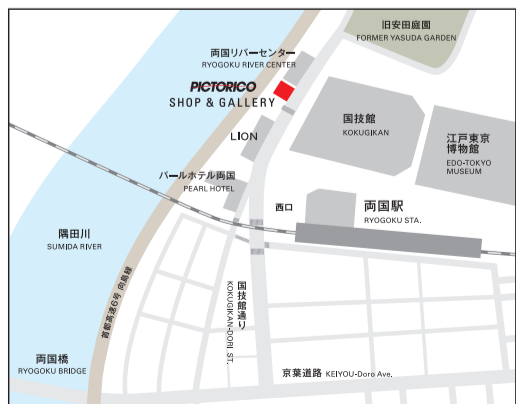 旧安田庭園
FORMER YASUDA GARDEN
両国リバーセンター
RYOGOKU RIVER CENTER
PICTORICO
SHOP & GALLERY
国技館
KOKUGIKAN
江戸東京
博物館
EDO-TOKYO
MUSEUM
LION
パールホテル両国
PEARL HOTEL
西口
両国駅
RYOGOKU STA.
隅田川
SUMIDA RIVER
首都高速6号 向島線
国技館通り
KOKUGIKAN-DORI ST.
両国橋
RYOGOKU BRIDGE
京葉道路 KEIYOU-Doro Ave.